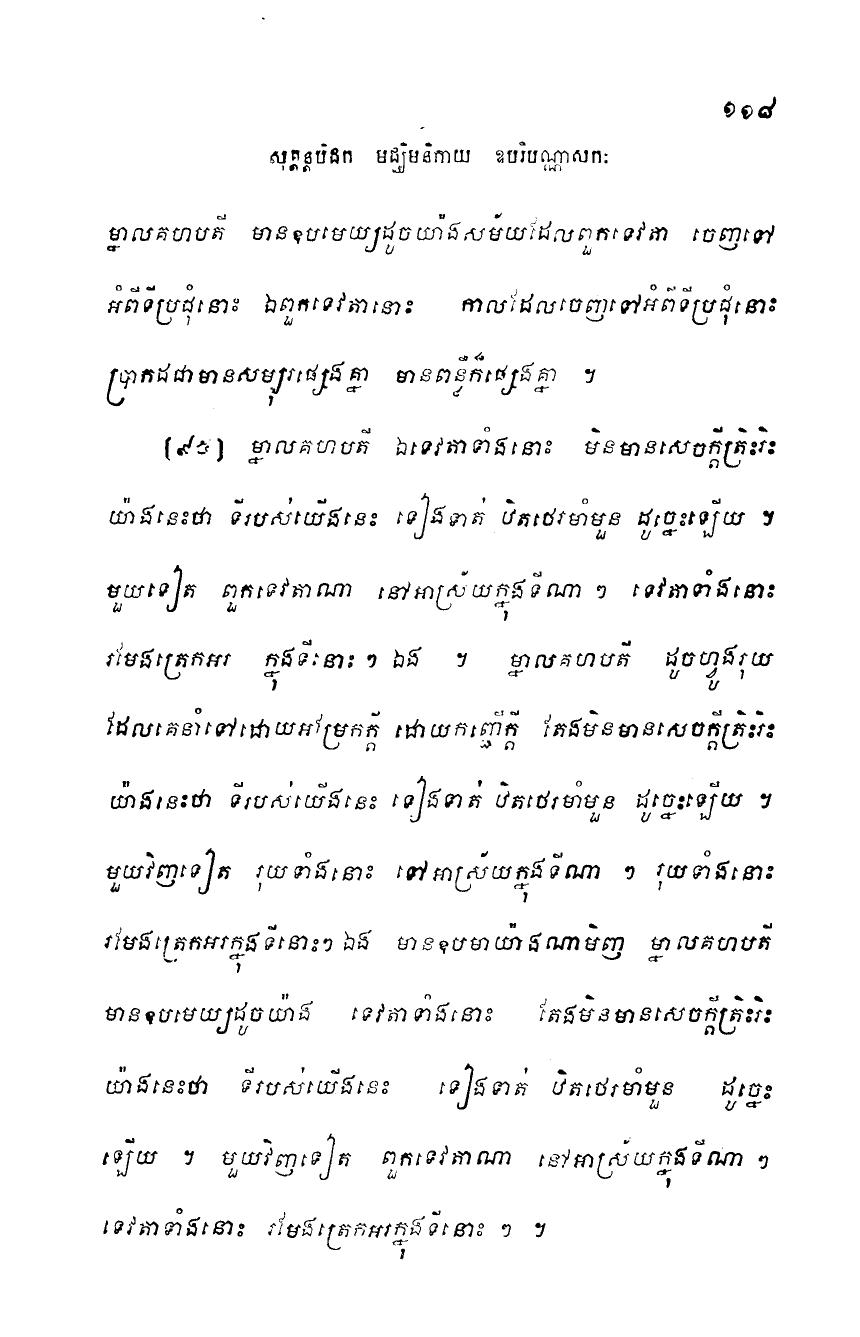 ១១៨
សុត្តន្តបិដក មជ្ឈិមនិកាយ ឧបរិបណ្ណាសកៈ
ម្នាលគហបតី មានឧបមេយ្យដូចយ៉ាងសម័យដែលពួកទេវតា ចេញទៅ
អំពីទីប្រជុំនោះ ឯពួកទេវតានោះ កាលដែលចេញទៅអំពីទីប្រជុំនោះ
ប្រាកដជាមានសម្បុរផ្សេងគ្នា មានពន្លឺក៏ផ្សេងគ្នា ។
(៩៥) ម្នាលគហបតី ឯទេវតាទាំងនោះ មិនមានសេចក្តីត្រិះរិះ
យ៉ាងនេះថា ទីរបស់យើងនេះ ទៀងទាត់ ឋិតថេរមាំមួន ដូច្នេះឡើយ ។
មួយទៀត ពួកទេវតាណា នៅអាស្រ័យក្នុងទីណា ៗ ទេវតាទាំងនោះ
រមែងត្រេកអរ ក្នុងទីនោះ ៗ ឯង ។ ម្នាលគហបតី ដូចហ្វូងរុយ
ដែលគេនាំទៅដោយអម្រែកក្តី ដោយកញ្ជើក្តី តែងមិនមានសេចក្តីត្រិះរិះ
យ៉ាងនេះថា ទីរបស់យើងនេះ ទៀងទាត់ ឋិតថេរមាំមួន ដូច្នេះឡើយ ។
មួយវិញទៀត រុយទាំងនោះ ទៅអាស្រ័យក្នុងទីណា ៗ រុយទាំងនោះ
រមែងត្រេកអរក្នុងទីនោះៗ ឯង មានឧបមាយ៉ាងណាមិញ ម្នាលគហបតី
មានឧបមេយ្យដូចយ៉ាង ទេវតាទាំងនោះ តែងមិនមានសេចក្តីត្រិះរិះ
យ៉ាងនេះថា ទីរបស់យើងនេះ ទៀងទាត់ ឋិតថេរមាំមួន ដូច្នេះ
ឡើយ ។ មួយវិញទៀត ពួកទេវតាណា នៅអាស្រ័យក្នុងទីណា ៗ
ទេវតាទាំងនោះ រមែងត្រេកអរក្នុងទីនោះ ៗ ។